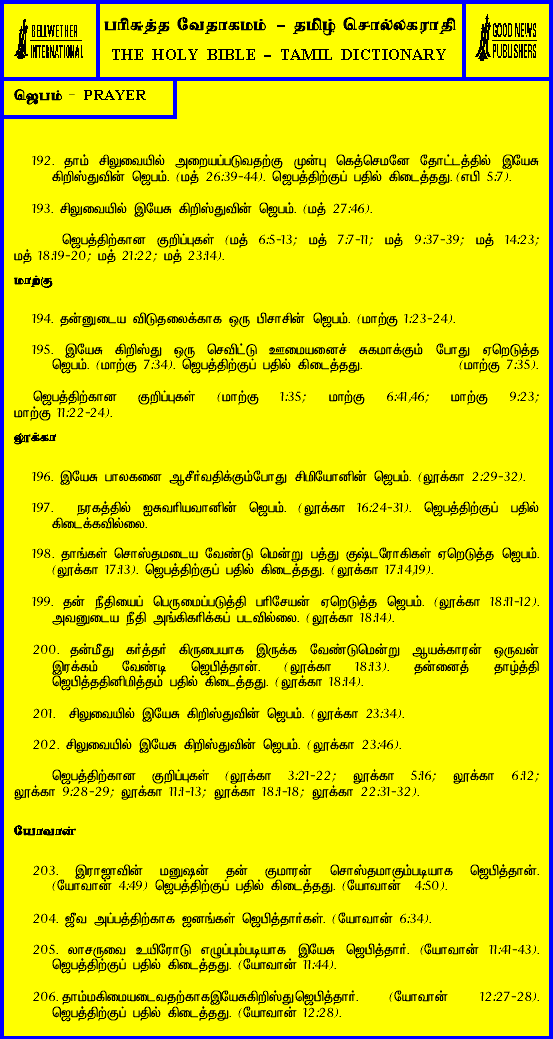 BELLWETHER
INTERNATIONAL
பரிசுத்த வேதாகமம் - தமிழ் சொல்லகராதி
THE HOLY BIBLE - TAMIL DICTIONARY
GOOD NEWS
PUBLISHERS
ஜெபம் - PRAYER
192. தாம் சிலுவையில் அறையப்படுவதற்கு முன்பு கெத்செமனே தோட்டத்தில் இயேசு
கிறிஸ்துவின் ஜெபம். (மத் 26:39-44). ஜெபத்திற்குப் பதில் கிடைத்தது. (எபி 5:7).
193. சிலுவையில் இயேசு கிறிஸ்துவின் ஜெபம். (மத் 27:46).
ஜெபத்திற்கான குறிப்புகள் (மத் 6:5-13; மத் 7:7-11; மத் 9:37-39; மத் 14:23;
மத் 18:19-20; மத் 21:22; மத் 23:14).
மாற்கு
194. தன்னுடைய விடுதலைக்காக ஒரு பிசாசின் ஜெபம். (மாற்கு 1:23-24).
195. இயேசு கிறிஸ்து ஒரு செவிட்டு ஊமையனைச் சுகமாக்கும் போது ஏறெடுத்த
ஜெபம். (மாற்கு 7:34). ஜெபத்திற்குப் பதில் கிடைத்தது. (மாற்கு 7:35).
ஜெபத்திற்கான குறிப்புகள் (மாற்கு 1:35; மாற்கு 6:41,46; மாற்கு 9:23;
மாற்கு 11:22-24).
லூக்கா
196. இயேசு பாலகனை ஆசீர்வதிக்கும்போது சிமியோனின் ஜெபம். (லூக்கா 2:29-32).
197. நரகத்தில் ஐசுவரியவானின் ஜெபம். (லூக்கா 16:24-31). ஜெபத்திற்குப் பதில்
கிடைக்கவில்லை.
198. தாங்கள் சொஸ்தமடைய வேண்டு மென்று பத்து குஷ்டரோகிகள் ஏறெடுத்த ஜெபம்.
(லூக்கா 17:13). ஜெபத்திற்குப் பதில் கிடைத்தது. (லூக்கா 17:14,19).
199. தன் நீதியைப் பெருமைப்படுத்தி பரிசேயன் ஏறெடுத்த ஜெபம். (லூக்கா 18:11-12).
அவனுடைய நீதி அங்கிகரிக்கப் படவில்லை. (லூக்கா 18:14).
200. தன்மீது கர்த்தர் கிருபையாக இருக்க வேண்டுமென்று ஆயக்காரன் ஒருவன்
இரக்கம் வேண்டி ஜெபித்தான். (லூக்கா 18:13). தன்னைத் தாழ்த்தி
ஜெபித்ததினிமித்தம் பதில் கிடைத்தது. (லூக்கா 18:14).
201. சிலுவையில் இயேசு கிறிஸ்துவின் ஜெபம். (லூக்கா 23:34).
202. சிலுவையில் இயேசு கிறிஸ்துவின் ஜெபம். (லூக்கா 23:46).
ஜெபத்திற்கான குறிப்புகள் (லூக்கா 3:21-22; லூக்கா 5:16; லூக்கா 6:12;
லூக்கா 9:28-29; லூக்கா 11:1-13; லூக்கா 18:1-18; லூக்கா 22:31-32).
யோவான்
203. இராஜாவின் மனுஷன் தன் குமாரன் சொஸ்தமாகும்படியாக ஜெபித்தான்.
(யோவான் 4:49) ஜெபத்திற்குப் பதில் கிடைத்தது. (யோவான் 4:50).
204. ஜீவ அப்பத்திற்காக ஜனங்கள் ஜெபித்தார்கள். (யோவான் 6:34).
205. லாசருவை உயிரோடு எழுப்பும்படியாக இயேசு ஜெபித்தார். (யோவான் 11:41-43).
ஜெபத்திற்குப் பதில் கிடைத்தது. (யோவான் 11:44).
206. தாம்மகிமையடைவதற்காகஇயேசுகிறிஸ்துஜெபித்தார். (யோவான் 12:27-28).
ஜெபத்திற்குப் பதில் கிடைத்தது. (யோவான் 12:28).